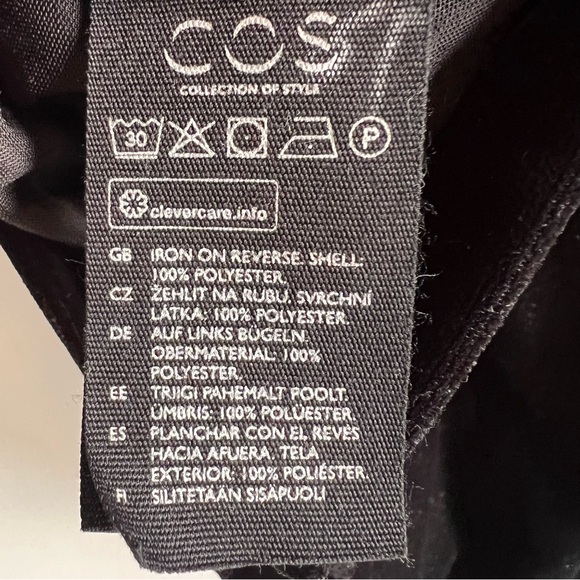 COS
COLLECTION OF STYLE
30 P
clevercare.info
GB IRON ON REVERSE. SHELL:
100% POLYESTER.
CZ ŽEHLIT NA RUBU. SVRCHNÍ
LÁTKA: 100% POLYESTER.
DE AUF LINKS BÜGELN.
OBERMATERIAL: 100%
POLYESTER.
EE TRIIGI PAHEMALT POOLT.
ÜMBRIS: 100% POLÜESTER.
ES PLANCHAR CON EL REVÉS
HACIA AFUERA. TELA
EXTERIOR: 100% POLIÉSTER.
FI SILITETÄÄN SISÄPUOLI